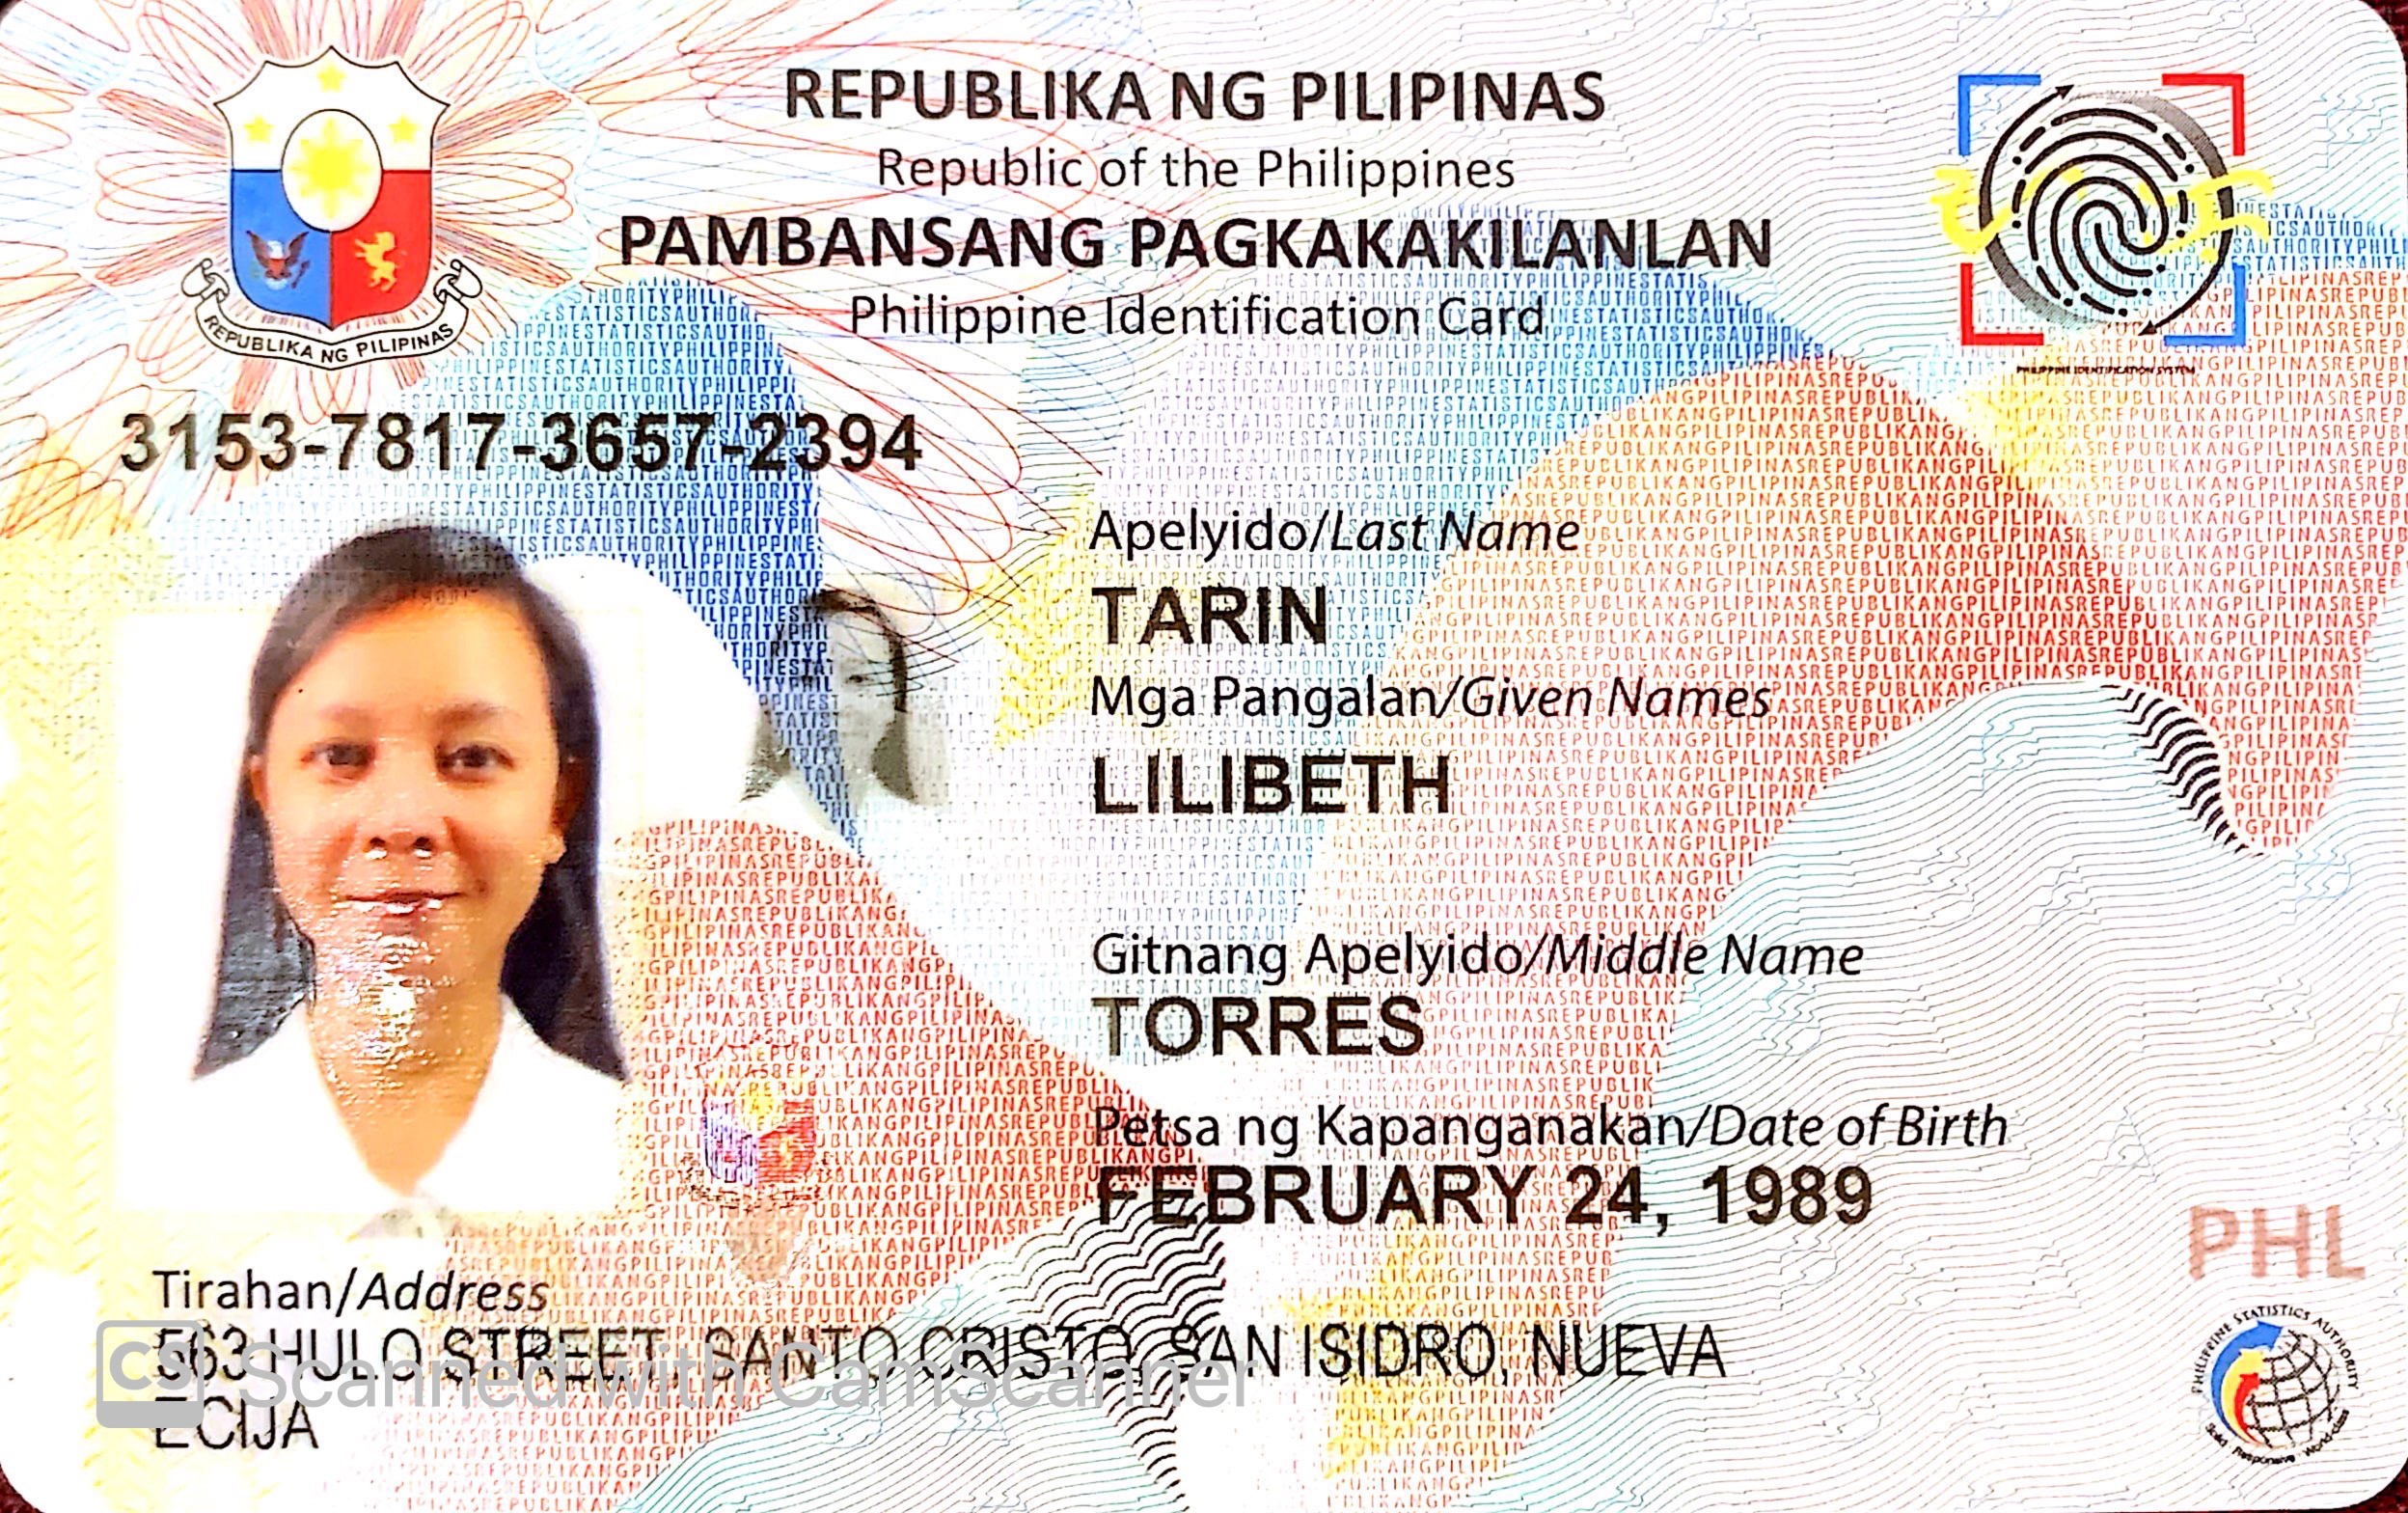 REPUBLIKA NG PILIPINAS
Republic of the Philippines
PAMBANSANG PAGKAKAKILANLAN
Philippine Identification Card
REPUBLIKA NG PILIPINAS
PHILIPPINE IDENTIFICATION SYSTEM
3153-7817-3657-2394
Apelyido/Last Name
TARIN
Mga Pangalan/Given Names
LILIBETH
Gitnang Apelyido/Middle Name
TORRES
Petsa ng Kapanganakan/Date of Birth
FEBRUARY 24, 1989
PHL
Tirahan/Address
563 HULO STREET, SANTO CRISTO, SAN ISIDRO, NUEVA
ECIJA
CS Scanned with CamScanner
PHILIPPINE STATISTICS AUTHORITY
Solid Responsive World-class